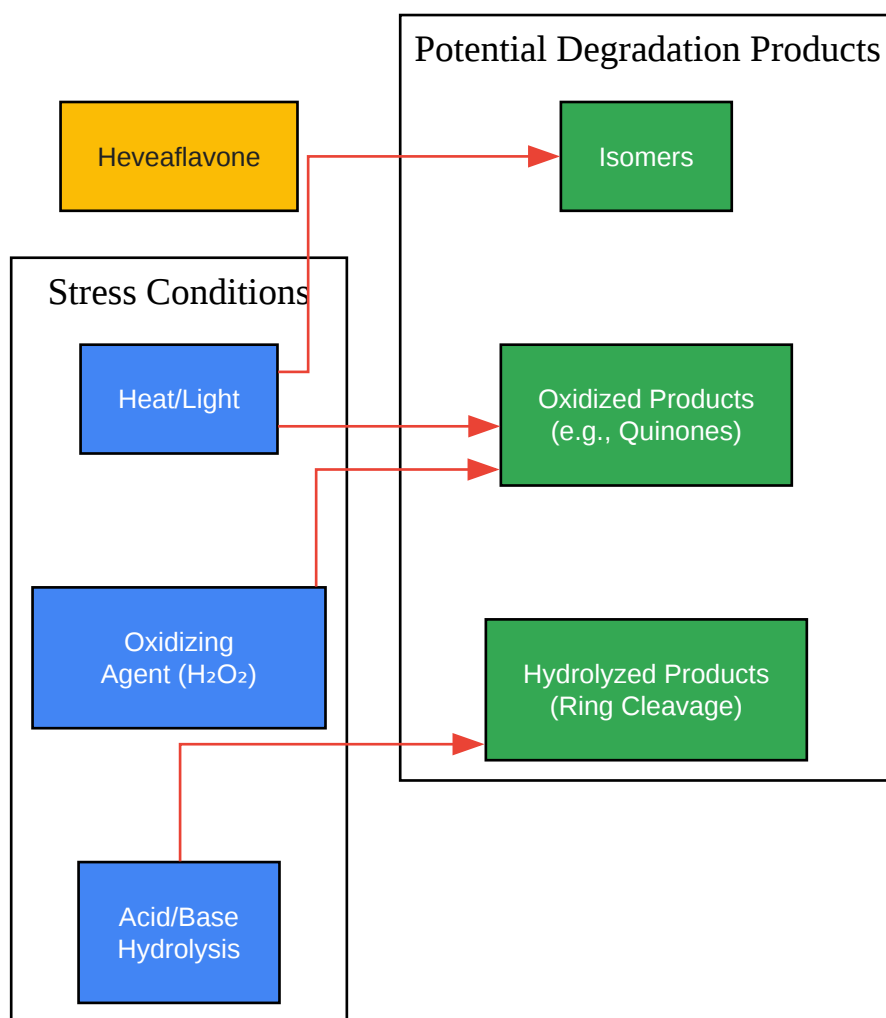 Potential Degradation Products
Heveaflavone
Isomers
Stress Conditions
Heat/Light
Oxidized Products
(e.g., Quinones)
Oxidizing
Agent (H₂O₂)
Hydrolyzed Products
(Ring Cleavage)
Acid/Base
Hydrolysis